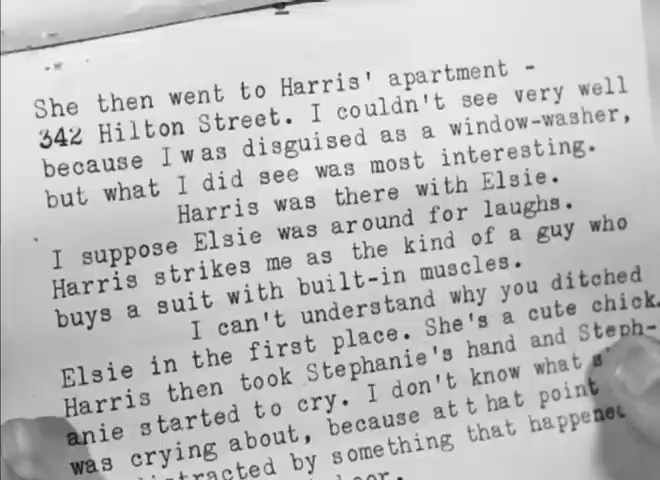 She then went to Harris' apartment -
342 Hilton Street. I couldn't see very well
because I was disguised as a window-washer,
but what I did see was most interesting.
Harris was there with Elsie.
I suppose Elsie was around for laughs.
Harris strikes me as the kind of a guy who
buys a suit with built-in muscles.
I can't understand why you ditched
Elsie in the first place. She's a cute chick.
Harris then took Stephanie's hand and Steph-
anie started to cry. I don't know what
was crying about, because at t hat point
by something that happened